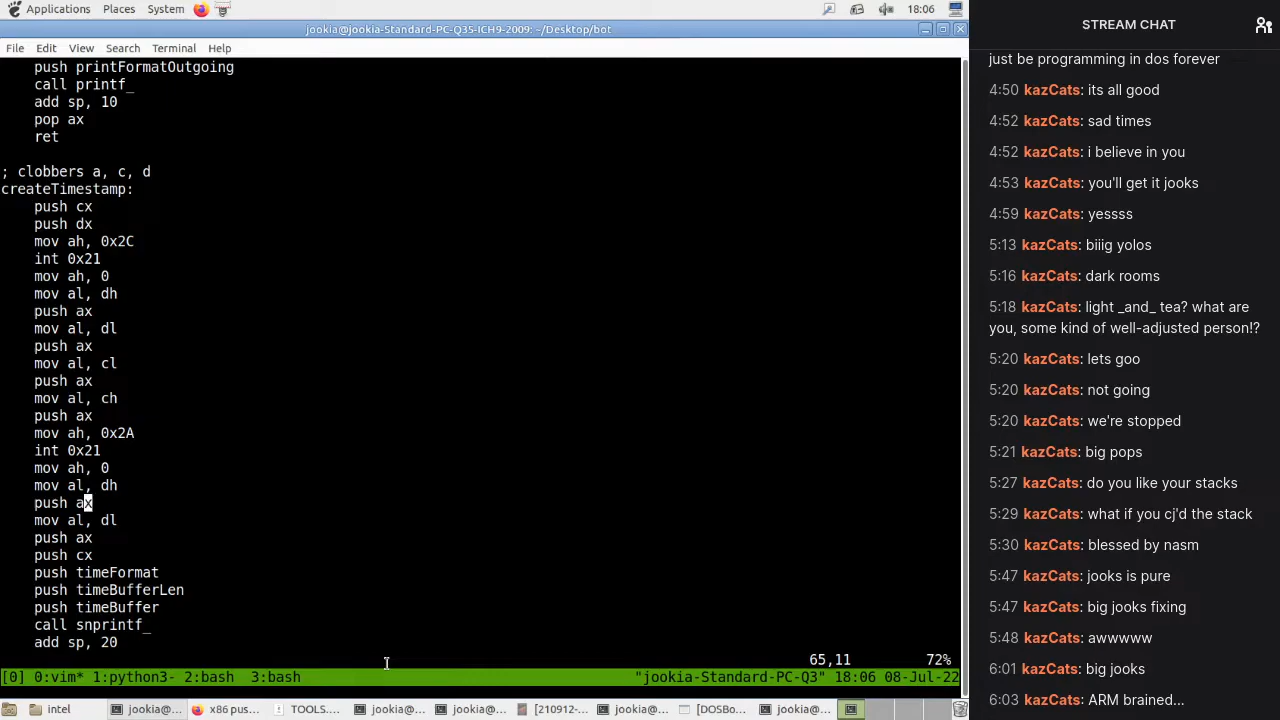 Applications Places System 18:06
jookia@jookia-Standard-PC-Q35-ICH9-2009: ~/Desktop/bot
File Edit View Search Terminal Help
push printFormatOutgoing
call printf_
add sp, 10
pop ax
ret
; clobbers a, c, d
createTimestamp:
push cx
push dx
mov ah, 0x2C
int 0x21
mov ah, 0
mov al, dh
push ax
mov al, dl
push ax
mov al, cl
push ax
mov al, ch
push ax
mov ah, 0x2A
int 0x21
mov ah, 0
mov al, dh
push ax
mov al, dl
push ax
push cx
push timeFormat
push timeBufferLen
push timeBuffer
call snprintf_
add sp, 20
65,11 72%
[0] 0:vim* 1:python3- 2:bash 3:bash "jookia-Standard-PC-Q3" 18:06 08-Jul-22
intel jookia@... x86 pus... TOOLS.... jookia@... jookia@... [210912-... jookia@... [DOSBo... jookia@...
STREAM CHAT
just be programming in dos forever
4:50 kazCats: its all good
4:52 kazCats: sad times
4:52 kazCats: i believe in you
4:53 kazCats: you'll get it jooks
4:59 kazCats: yessss
5:13 kazCats: biiig yolos
5:16 kazCats: dark rooms
5:18 kazCats: light _and_ tea? what are
you, some kind of well-adjusted person!?
5:20 kazCats: lets goo
5:20 kazCats: not going
5:20 kazCats: we're stopped
5:21 kazCats: big pops
5:27 kazCats: do you like your stacks
5:29 kazCats: what if you cj'd the stack
5:30 kazCats: blessed by nasm
5:47 kazCats: jooks is pure
5:47 kazCats: big jooks fixing
5:48 kazCats: awwwww
6:01 kazCats: big jooks
6:03 kazCats: ARM brained...